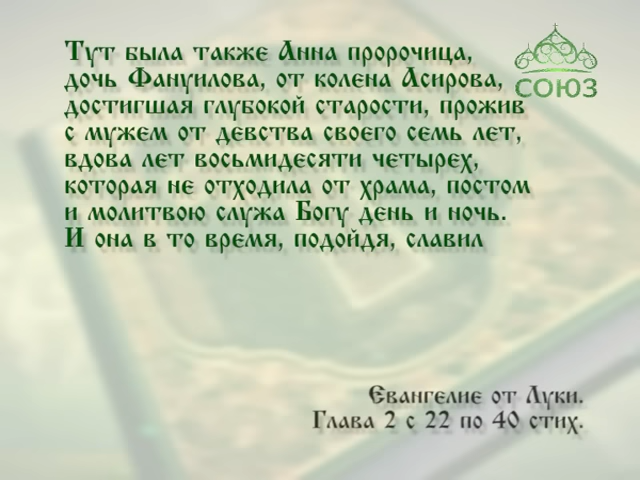 Тут была также Анна пророчица,
дочь Фануилова, от колена Асирова,
достигшая глубокой старости, прожив
с мужем от девства своего семь лет,
вдова лет восьмидесяти четырех,
которая не отходила от храма, постом
и молитвою служа Богу день и ночь.
И она в то время, подойдя, славил
СОЮЗ
Евангелие от Луки.
Глава 2 с 22 по 40 стих.